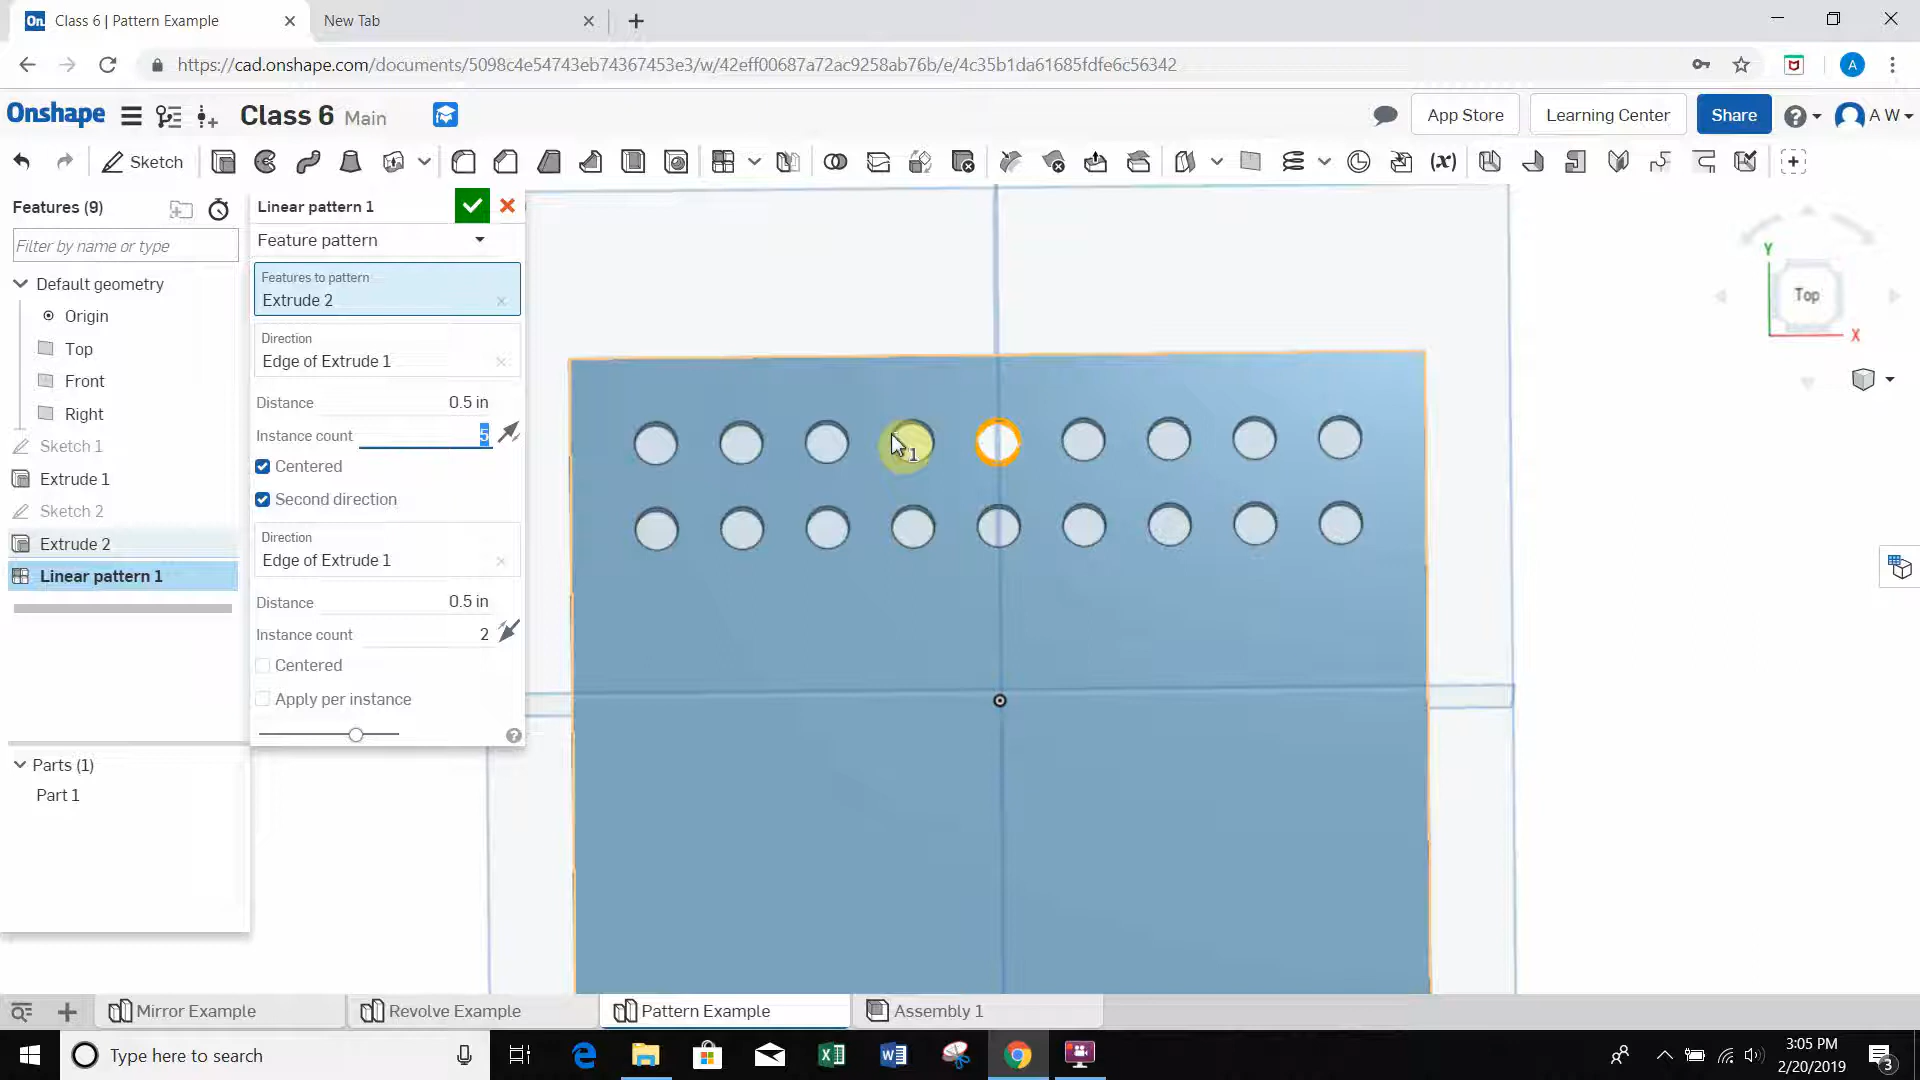 Class 6 | Pattern Example
New Tab
https://cad.onshape.com/documents/5098c4e54743eb74367453e3/w/42eff00687a72ac9258ab76b/e/4c35b1da61685fdfe6c56342
A
Onshape
Class 6 Main
App Store
Learning Center
Share
A W
Sketch
(x)
Features (9)
Filter by name or type
Default geometry
Origin
Top
Front
Right
Sketch 1
Extrude 1
Sketch 2
Extrude 2
Linear pattern 1
Parts (1)
Part 1
Linear pattern 1
Feature pattern
Features to pattern
Extrude 2
Direction
Edge of Extrude 1
Distance 0.5 in
Instance count 5
Centered
Second direction
Direction
Edge of Extrude 1
Distance 0.5 in
Instance count 2
Centered
Apply per instance
1
Y
Top
X
Mirror Example
Revolve Example
Pattern Example
Assembly 1
Type here to search
3:05 PM
2/20/2019
3